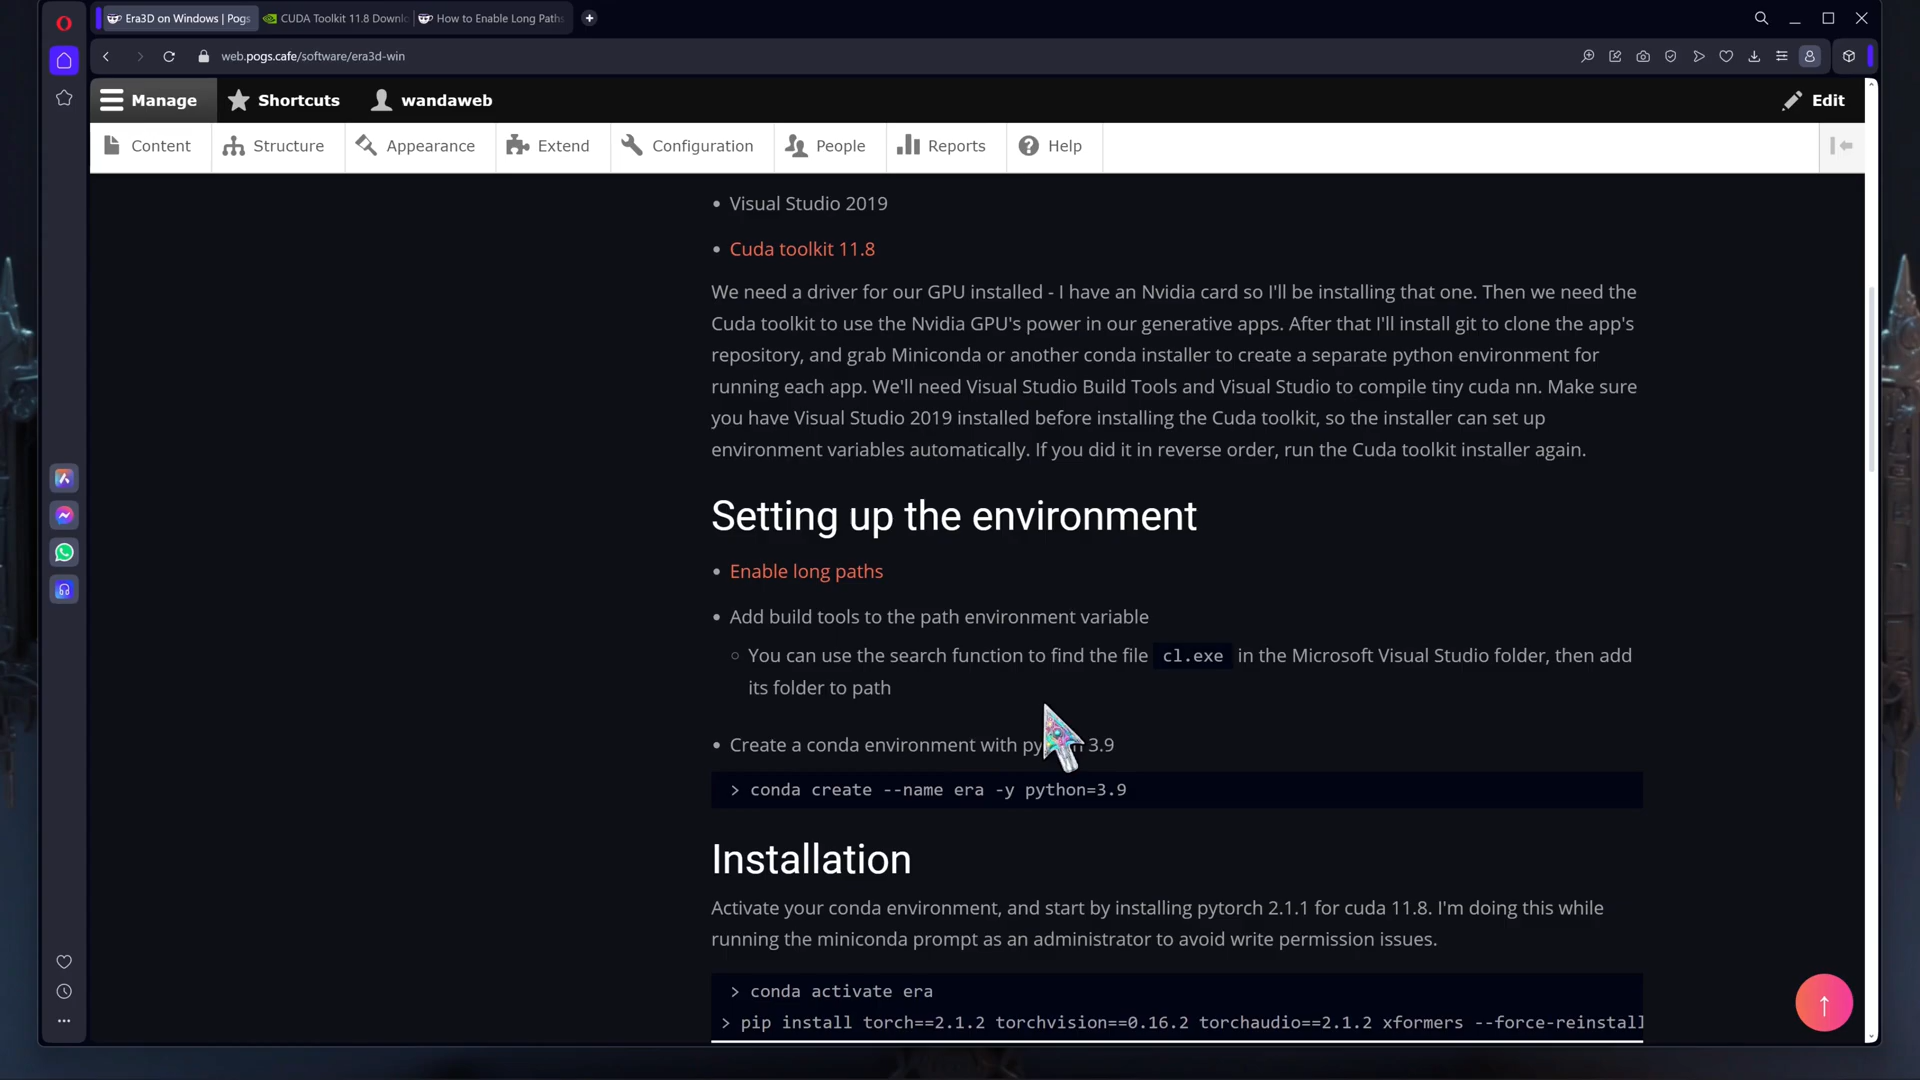 Era3D on Windows | Pogs
CUDA Toolkit 11.8 Downl
How to Enable Long Paths
web.pogs.cafe/software/era3d-win
Manage
Shortcuts
wandaweb
Edit
Content
Structure
Appearance
Extend
Configuration
People
Reports
Help
• Visual Studio 2019
• Cuda toolkit 11.8
We need a driver for our GPU installed - I have an Nvidia card so I'll be installing that one. Then we need the
Cuda toolkit to use the Nvidia GPU's power in our generative apps. After that I'll install git to clone the app's
repository, and grab Miniconda or another conda installer to create a separate python environment for
running each app. We'll need Visual Studio Build Tools and Visual Studio to compile tiny cuda nn. Make sure
you have Visual Studio 2019 installed before installing the Cuda toolkit, so the installer can set up
environment variables automatically. If you did it in reverse order, run the Cuda toolkit installer again.
Setting up the environment
• Enable long paths
• Add build tools to the path environment variable
○ You can use the search function to find the file cl.exe in the Microsoft Visual Studio folder, then add
its folder to path
• Create a conda environment with python 3.9
> conda create --name era -y python=3.9
Installation
Activate your conda environment, and start by installing pytorch 2.1.1 for cuda 11.8. I'm doing this while
running the miniconda prompt as an administrator to avoid write permission issues.
> conda activate era
> pip install torch==2.1.2 torchvision==0.16.2 torchaudio==2.1.2 xformers --force-reinstall